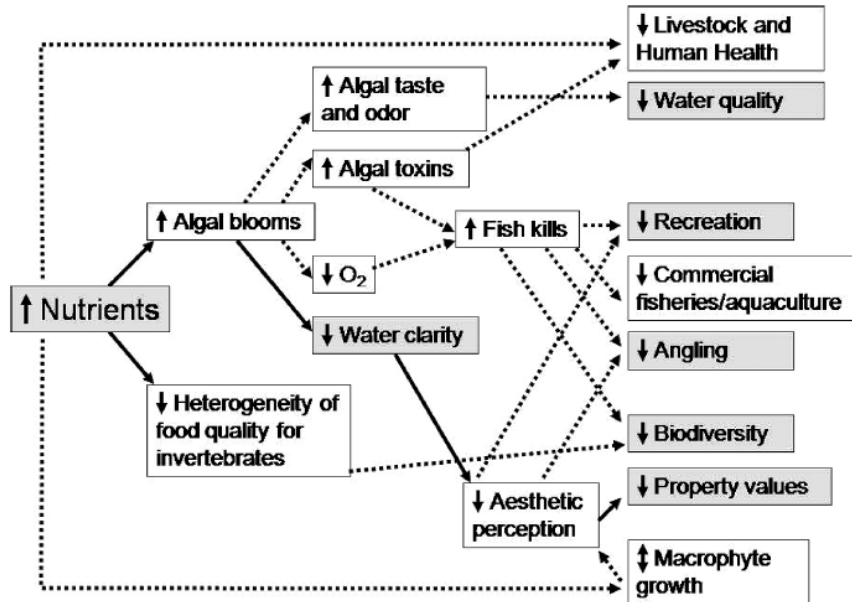 ↓ Livestock and
Human Health
↑ Algal taste
and odor
↓ Water quality
↑ Algal toxins
↑ Algal blooms
↑ Fish kills
↓ Recreation
↓ O₂
↓ Commercial
fisheries/aquaculture
↑ Nutrients
↓ Water clarity
↓ Angling
↓ Heterogeneity of
food quality for
invertebrates
↓ Biodiversity
↓ Aesthetic
perception
↓ Property values
↕ Macrophyte
growth